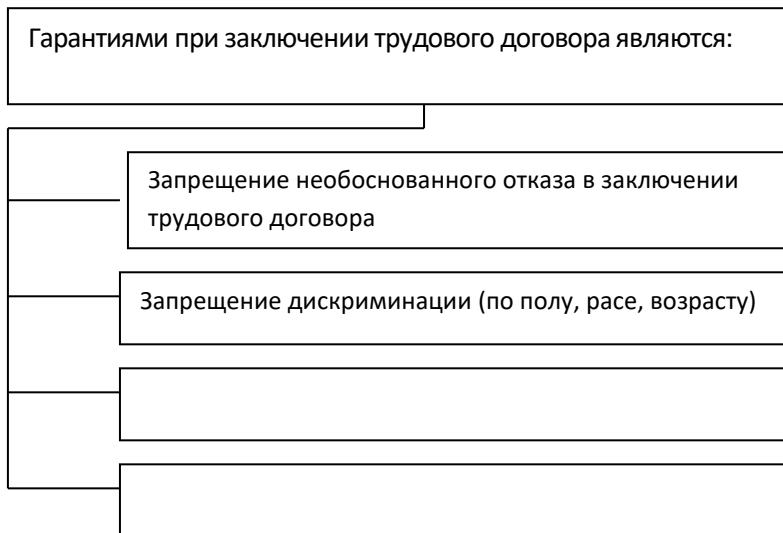 Гарантиями при заключении трудового договора являются:
Запрещение необоснованного отказа в заключении
трудового договора
Запрещение дискриминации (по полу, расе, возрасту)